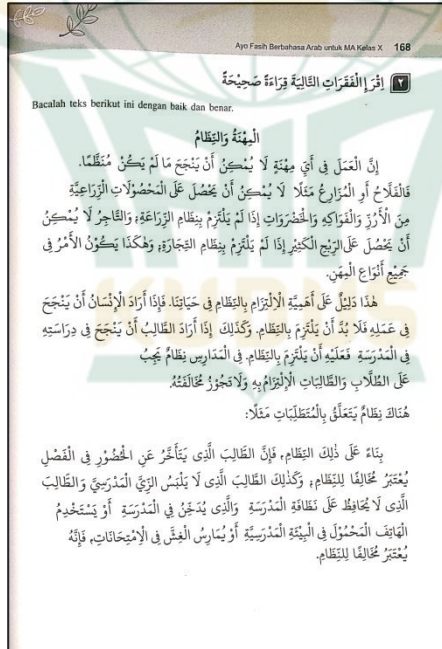 Ayo Fasih Berbahasa Arab untuk MA Kelas X 168
٢ اِقْرَإِ الْفَقَرَاتِ التَّالِيَةَ قِرَاءَةً صَحِيْحَةً
Bacalah teks berikut ini dengan baik dan benar.
الْمِهْنَةُ وَالنِّظَامُ
إِنَّ الْعَمَلَ فِي أَيِّ مِهْنَةٍ لَا يُمْكِنُ أَنْ يَنْجَحَ مَا لَمْ يَكُنْ مُنَظَّمًا.
فَالْفَلَّاحُ أَوِ الْمُزَارِعُ مَثَلًا لَا يُمْكِنُ أَنْ يَحْصُلَ عَلَى الْمَحْصُوْلَاتِ الزِّرَاعِيَّةِ
مِنَ الْأَرُزِّ وَالْفَوَاكِهِ وَالْخَضْرَوَاتِ إِذَا لَمْ يَلْتَزِمْ بِنِظَامِ الزِّرَاعَةِ، وَالتَّاجِرُ لَا يُمْكِنُ
أَنْ يَحْصُلَ عَلَى الرِّبْحِ الْكَثِيْرِ إِذَا لَمْ يَلْتَزِمْ بِنِظَامِ التِّجَارَةِ، وَهٰكَذَا يَكُوْنُ الْأَمْرُ فِي
جَمِيْعِ أَنْوَاعِ الْمِهَنِ.
هٰذَا دَلِيْلٌ عَلَى أَهَمِّيَّةِ الْاِلْتِزَامِ بِالنِّظَامِ فِي حَيَاتِنَا. فَإِذَا أَرَادَ الْإِنْسَانُ أَنْ يَنْجَحَ
فِي عَمَلِهِ فَلَا بُدَّ أَنْ يَلْتَزِمَ بِالنِّظَامِ. وَكَذٰلِكَ إِذَا أَرَادَ الطَّالِبُ أَنْ يَنْجَحَ فِي دِرَاسَتِهِ
فِي الْمَدْرَسَةِ فَعَلَيْهِ أَنْ يَلْتَزِمَ بِالنِّظَامِ. فِي الْمَدَارِسِ نِظَامٌ يَجِبُ
عَلَى الطُّلَّابِ وَالطَّالِبَاتِ الْاِلْتِزَامُ بِهِ وَلَا تَجُوْزُ مُخَالَفَتُهُ.
هُنَاكَ نِظَامٌ يَتَعَلَّقُ بِالْمُتَطَلِّبَاتِ مَثَلًا:
بِنَاءً عَلَى ذٰلِكَ النِّظَامِ، فَإِنَّ الطَّالِبَ الَّذِى يَتَأَخَّرُ عَنِ الْحُضُوْرِ فِي الْفَصْلِ
يُعْتَبَرُ مُخَالِفًا لِلنِّظَامِ، وَكَذٰلِكَ الطَّالِبَ الَّذِى لَا يَلْبَسُ الزِّيَّ الْمَدْرَسِيَّ وَالطَّالِبَ
الَّذِى لَا يُحَافِظُ عَلَى نَظَافَةِ الْمَدْرَسَةِ وَالَّذِى يُدَخِّنُ فِي الْمَدْرَسَةِ أَوْ يَسْتَخْدِمُ
الْهَاتِفَ الْمَحْمُوْلَ فِي الْبِيْئَةِ الْمَدْرَسِيَّةِ أَوْ يُمَارِسُ الْغِشَّ فِي الْاِمْتِحَانَاتِ، فَإِنَّهُ
يُعْتَبَرُ مُخَالِفًا لِلنِّظَامِ.